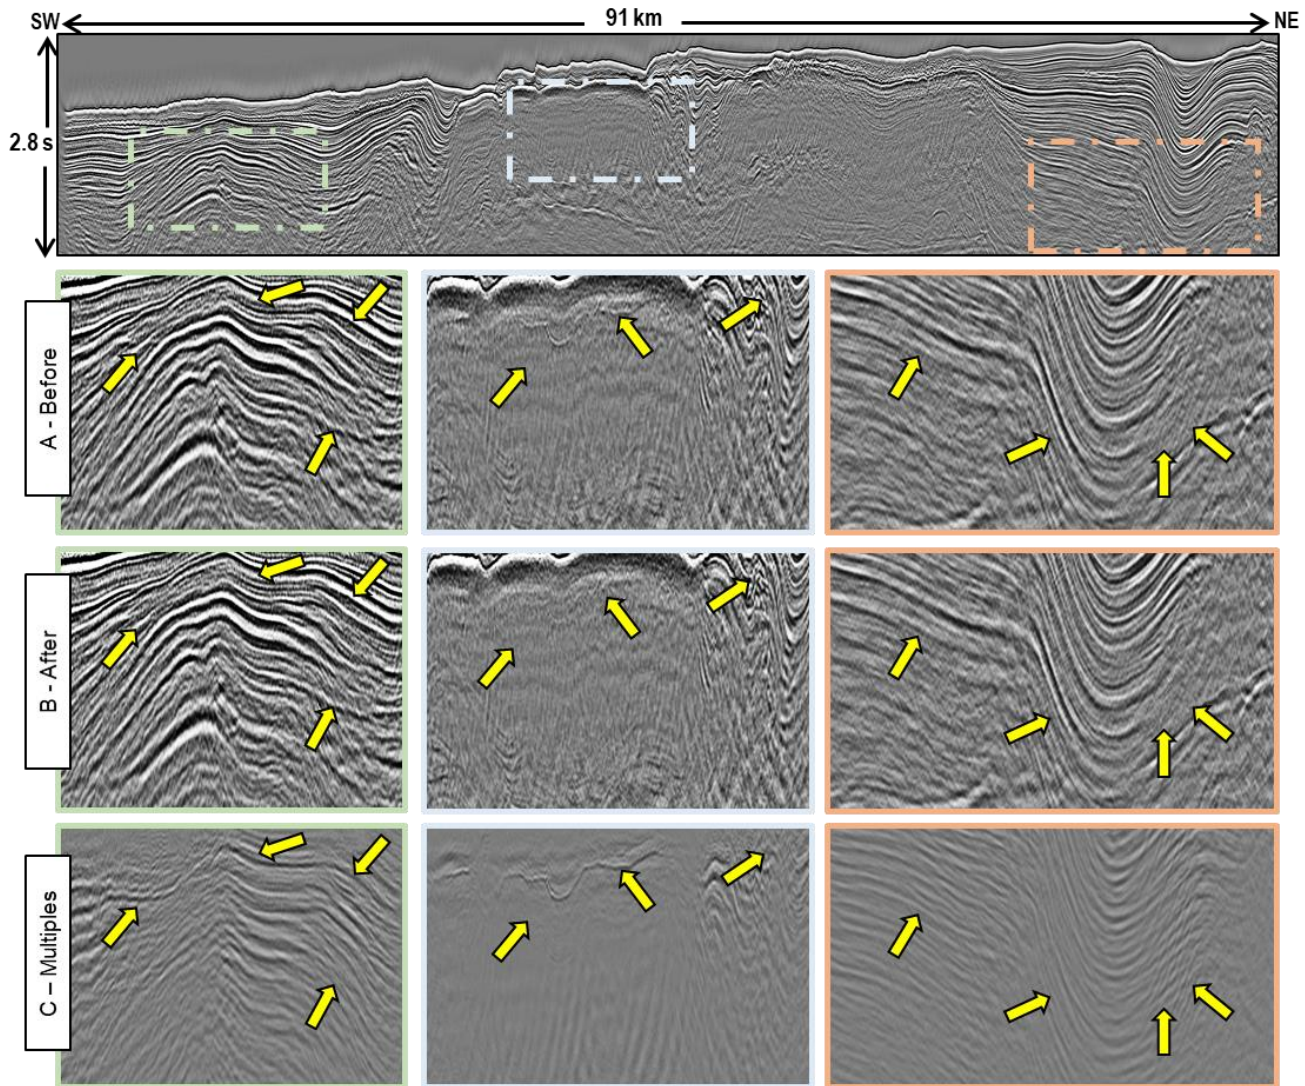 SW
91 km
NE
2.8 s
A - Before
B - After
C – Multiples